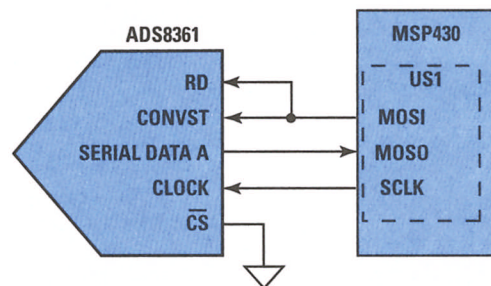 ADS8361
RD
CONVST
SERIAL DATA A
CLOCK
CS
MSP430
US1
MOSI
MOSO
SCLK